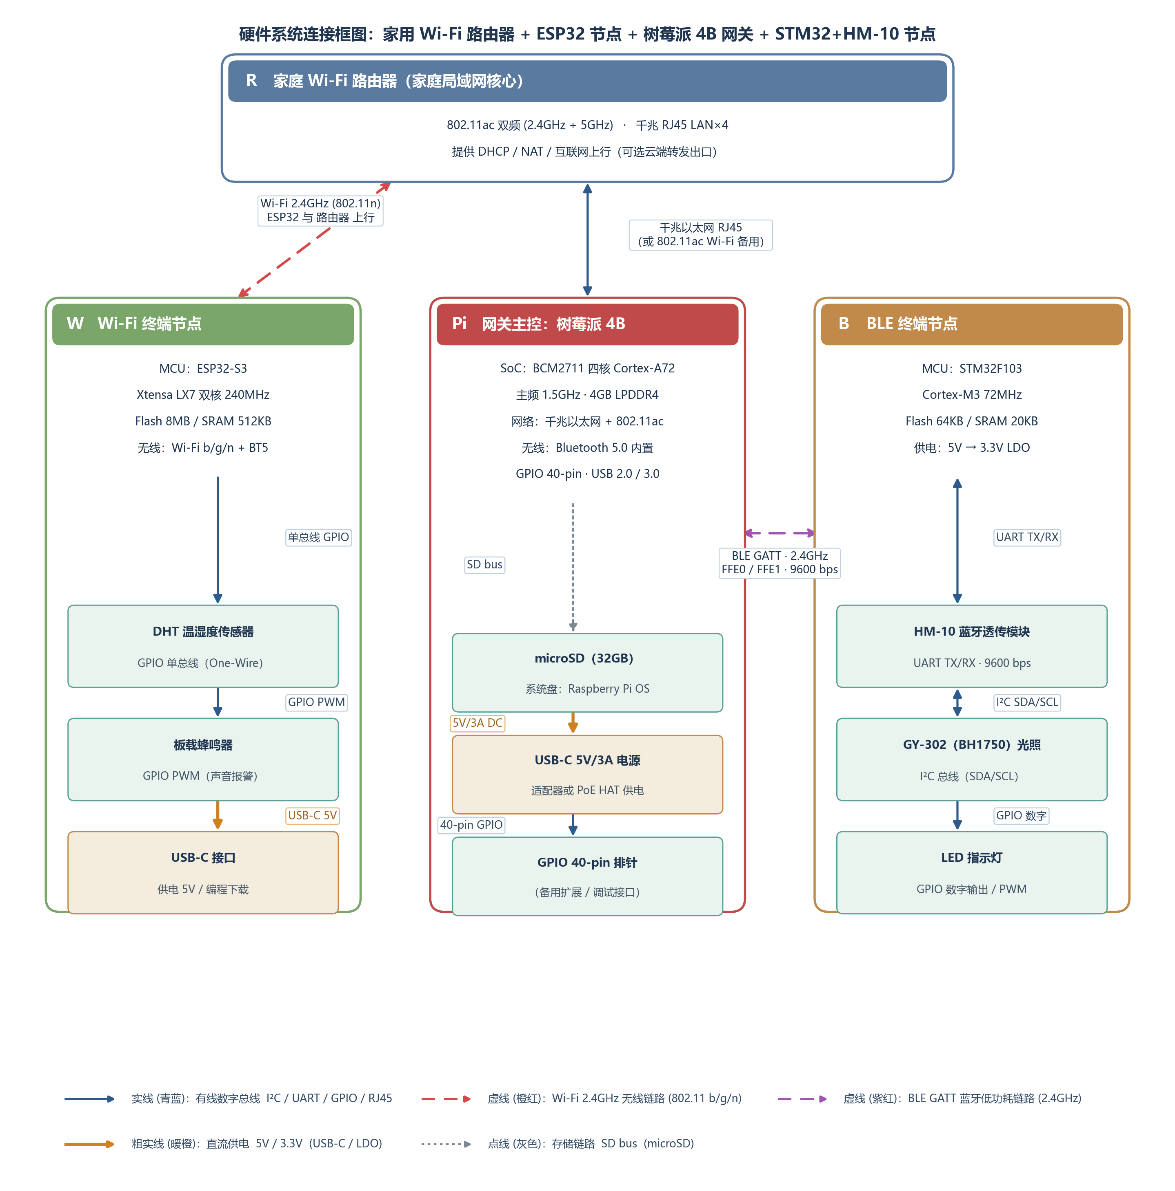 硬件系统连接框图：家用 Wi-Fi 路由器 + ESP32 节点 + 树莓派 4B 网关 + STM32+HM-10 节点
R 家庭 Wi-Fi 路由器（家庭局域网核心）
802.11ac 双频 (2.4GHz + 5GHz) · 千兆 RJ45 LAN×4
提供 DHCP / NAT / 互联网上行（可选云端转发出口）
Wi-Fi 2.4GHz (802.11n)
ESP32 与 路由器 上行
千兆以太网 RJ45
（或 802.11ac Wi-Fi 备用）
W Wi-Fi 终端节点
MCU：ESP32-S3
Xtensa LX7 双核 240MHz
Flash 8MB / SRAM 512KB
无线：Wi-Fi b/g/n + BT5
单总线 GPIO
DHT 温湿度传感器
GPIO 单总线（One-Wire）
GPIO PWM
板载蜂鸣器
GPIO PWM（声音报警）
USB-C 5V
USB-C 接口
供电 5V / 编程下载
Pi 网关主控：树莓派 4B
SoC：BCM2711 四核 Cortex-A72
主频 1.5GHz · 4GB LPDDR4
网络：千兆以太网 + 802.11ac
无线：Bluetooth 5.0 内置
GPIO 40-pin · USB 2.0 / 3.0
SD bus
microSD（32GB）
系统盘：Raspberry Pi OS
5V/3A DC
USB-C 5V/3A 电源
适配器或 PoE HAT 供电
40-pin GPIO
GPIO 40-pin 排针
（备用扩展 / 调试接口）
BLE GATT · 2.4GHz
FFE0 / FFE1 · 9600 bps
B BLE 终端节点
MCU：STM32F103
Cortex-M3 72MHz
Flash 64KB / SRAM 20KB
供电：5V → 3.3V LDO
UART TX/RX
HM-10 蓝牙透传模块
UART TX/RX · 9600 bps
I²C SDA/SCL
GY-302（BH1750）光照
I²C 总线（SDA/SCL）
GPIO 数字
LED 指示灯
GPIO 数字输出 / PWM
实线 (青蓝)：有线数字总线 I²C / UART / GPIO / RJ45
虚线 (橙红)：Wi-Fi 2.4GHz 无线链路 (802.11 b/g/n)
虚线 (紫红)：BLE GATT 蓝牙低功耗链路 (2.4GHz)
粗实线 (暖橙)：直流供电 5V / 3.3V (USB-C / LDO)
点线 (灰色)：存储链路 SD bus (microSD)